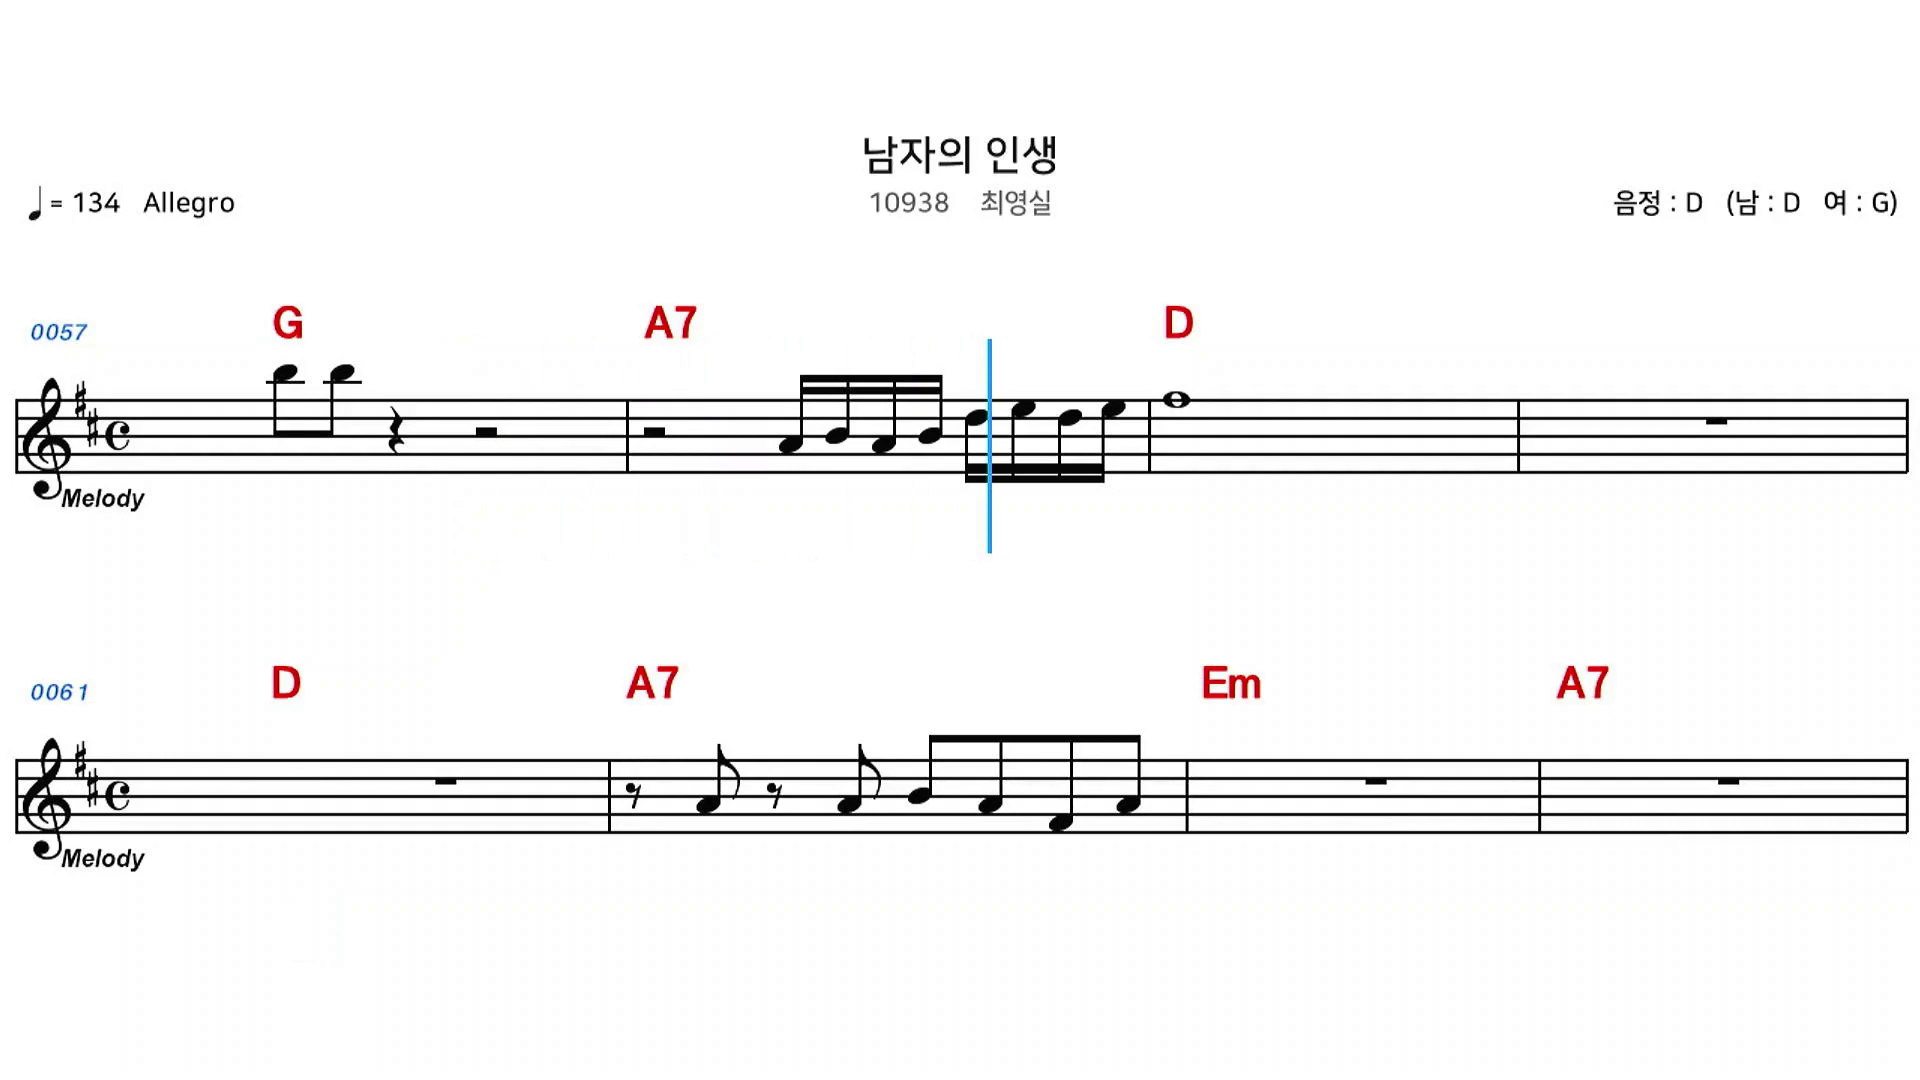 남자의 인생
♩ = 134 Allegro
10938 최영실
음정 : D (남 : D 여 : G)
0057 G A7 D
Melody
0061 D A7 Em A7
Melody